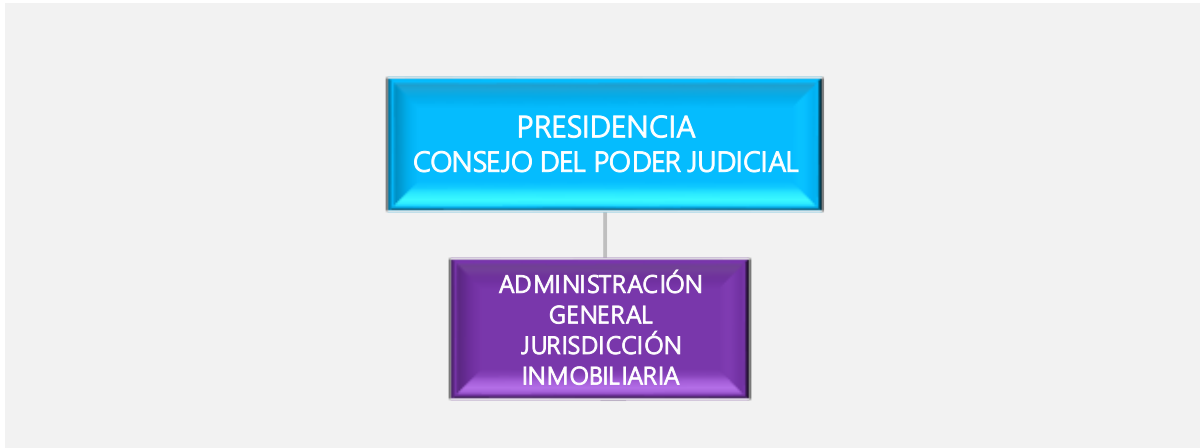 PRESIDENCIA
CONSEJO DEL PODER JUDICIAL
ADMINISTRACIÓN
GENERAL
JURISDICCIÓN
INMOBILIARIA